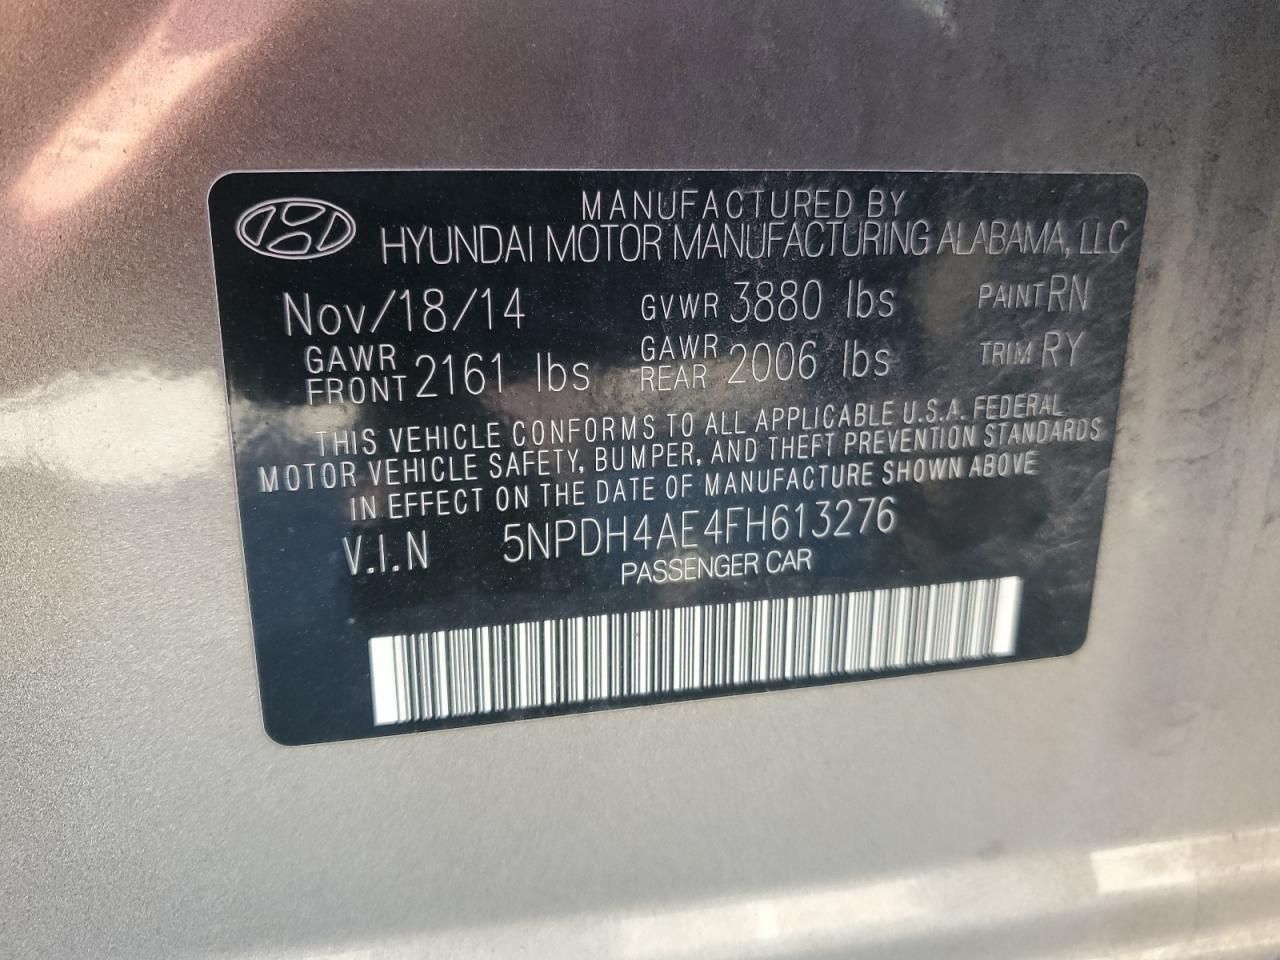 MANUFACTURED BY
HYUNDAI MOTOR MANUFACTURING ALABAMA, LLC
Nov/18/14 GVWR 3880 lbs PAINT RN
GAWR FRONT 2161 lbs GAWR REAR 2006 lbs TRIM RY
THIS VEHICLE CONFORMS TO ALL APPLICABLE U.S.A. FEDERAL
MOTOR VEHICLE SAFETY, BUMPER, AND THEFT PREVENTION STANDARDS
IN EFFECT ON THE DATE OF MANUFACTURE SHOWN ABOVE
V.I.N 5NPDH4AE4FH613276
PASSENGER CAR